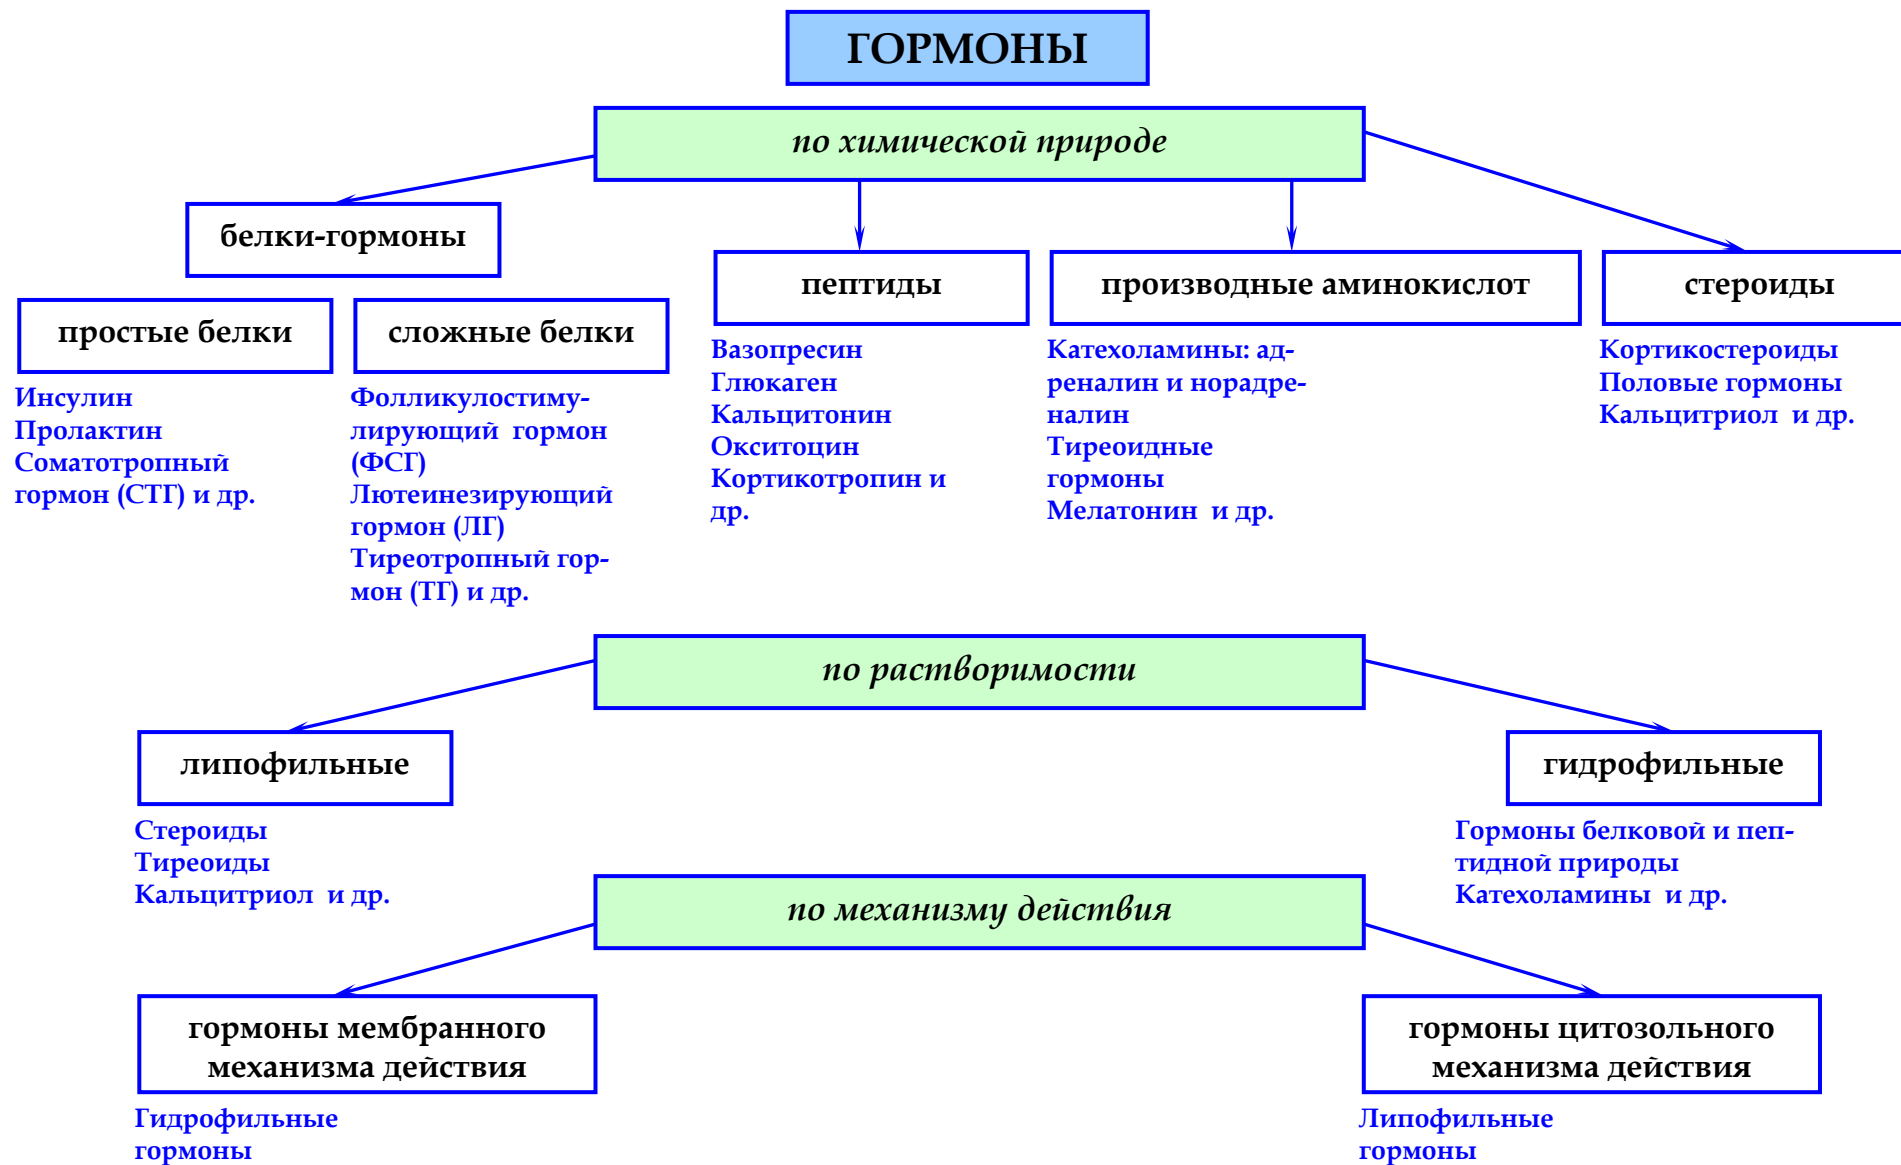 ГОРМОНЫ
по химической природе
белки-гормоны
простые белки
Инсулин
Пролактин
Соматотропный
гормон (СТГ) и др.
сложные белки
Фолликулостиму-
лирующий гормон
(ФСГ)
Лютеинезирующий
гормон (ЛГ)
Тиреотропный гор-
мон (ТГ) и др.
пептиды
Вазопресин
Глюкаген
Кальцитонин
Окситоцин
Кортикотропин и
др.
производные аминокислот
Катехоламины: ад-
реналин и норадре-
налин
Тиреоидные
гормоны
Мелатонин и др.
стероиды
Кортикостероиды
Половые гормоны
Кальцитриол и др.
по растворимости
липофильные
Стероиды
Тиреоиды
Кальцитриол и др.
гидрофильные
Гормоны белковой и пеп-
тидной природы
Катехоламины и др.
по механизму действия
гормоны мембранного
механизма действия
Гидрофильные
гормоны
гормоны цитозольного
механизма действия
Липофильные
гормоны